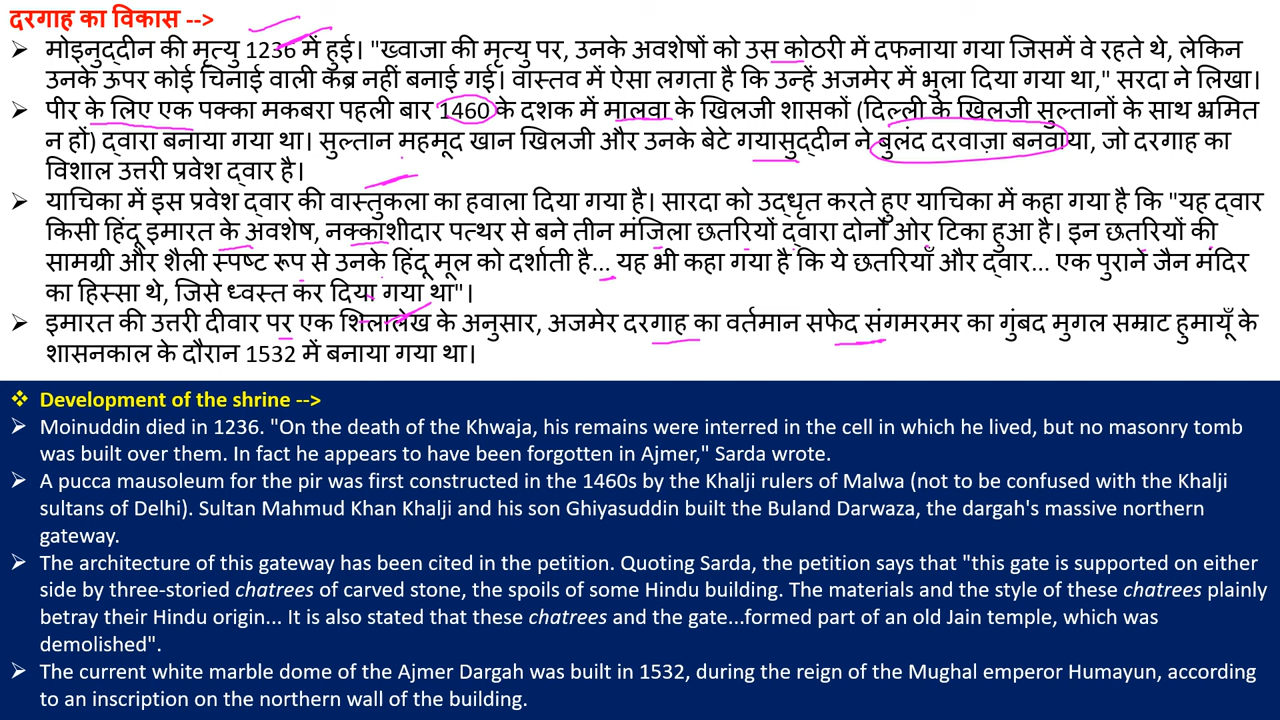 दरगाह का विकास -->
➢ मोइनुद्दीन की मृत्यु 1236 में हुई। "ख्वाजा की मृत्यु पर, उनके अवशेषों को उस कोठरी में दफनाया गया जिसमें वे रहते थे, लेकिन
उनके ऊपर कोई चिनाई वाली कब्र नहीं बनाई गई। वास्तव में ऐसा लगता है कि उन्हें अजमेर में भुला दिया गया था," सरदा ने लिखा।
➢ पीर के लिए एक पक्का मकबरा पहली बार 1460 के दशक में मालवा के खिलजी शासकों (दिल्ली के खिलजी सुल्तानों के साथ भ्रमित
न हों) द्वारा बनाया गया था। सुल्तान महमूद खान खिलजी और उनके बेटे गयासुद्दीन ने बुलंद दरवाज़ा बनवाया, जो दरगाह का
विशाल उत्तरी प्रवेश द्वार है।
➢ याचिका में इस प्रवेश द्वार की वास्तुकला का हवाला दिया गया है। सारदा को उद्धृत करते हुए याचिका में कहा गया है कि "यह द्वार
किसी हिंदू इमारत के अवशेष, नक्काशीदार पत्थर से बने तीन मंजिला छतरियों द्वारा दोनों ओर टिका हुआ है। इन छतरियों की
सामग्री और शैली स्पष्ट रूप से उनके हिंदू मूल को दर्शाती है... यह भी कहा गया है कि ये छतरियाँ और द्वार... एक पुराने जैन मंदिर
का हिस्सा थे, जिसे ध्वस्त कर दिया गया था"।
➢ इमारत की उत्तरी दीवार पर एक शिलालेख के अनुसार, अजमेर दरगाह का वर्तमान सफेद संगमरमर का गुंबद मुगल सम्राट हुमायूँ के
शासनकाल के दौरान 1532 में बनाया गया था।
❖ Development of the shrine -->
➢ Moinuddin died in 1236. "On the death of the Khwaja, his remains were interred in the cell in which he lived, but no masonry tomb
was built over them. In fact he appears to have been forgotten in Ajmer," Sarda wrote.
➢ A pucca mausoleum for the pir was first constructed in the 1460s by the Khalji rulers of Malwa (not to be confused with the Khalji
sultans of Delhi). Sultan Mahmud Khan Khalji and his son Ghiyasuddin built the Buland Darwaza, the dargah's massive northern
gateway.
➢ The architecture of this gateway has been cited in the petition. Quoting Sarda, the petition says that "this gate is supported on either
side by three-storied chatrees of carved stone, the spoils of some Hindu building. The materials and the style of these chatrees plainly
betray their Hindu origin... It is also stated that these chatrees and the gate...formed part of an old Jain temple, which was
demolished".
➢ The current white marble dome of the Ajmer Dargah was built in 1532, during the reign of the Mughal emperor Humayun, according
to an inscription on the northern wall of the building.